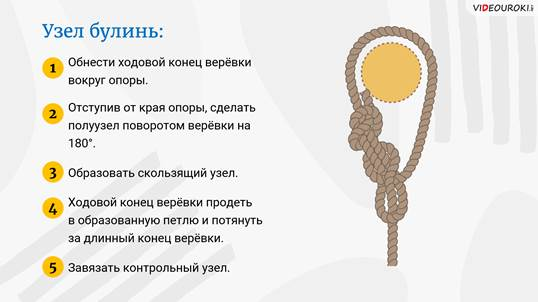 VIDEOUROKI
Узел булинь:
1 Обнести ходовой конец верёвки
вокруг опоры.
2 Отступив от края опоры, сделать
полуузел поворотом верёвки на
180°.
3 Образовать скользящий узел.
4 Ходовой конец верёвки продеть
в образованную петлю и потянуть
за длинный конец верёвки.
5 Завязать контрольный узел.